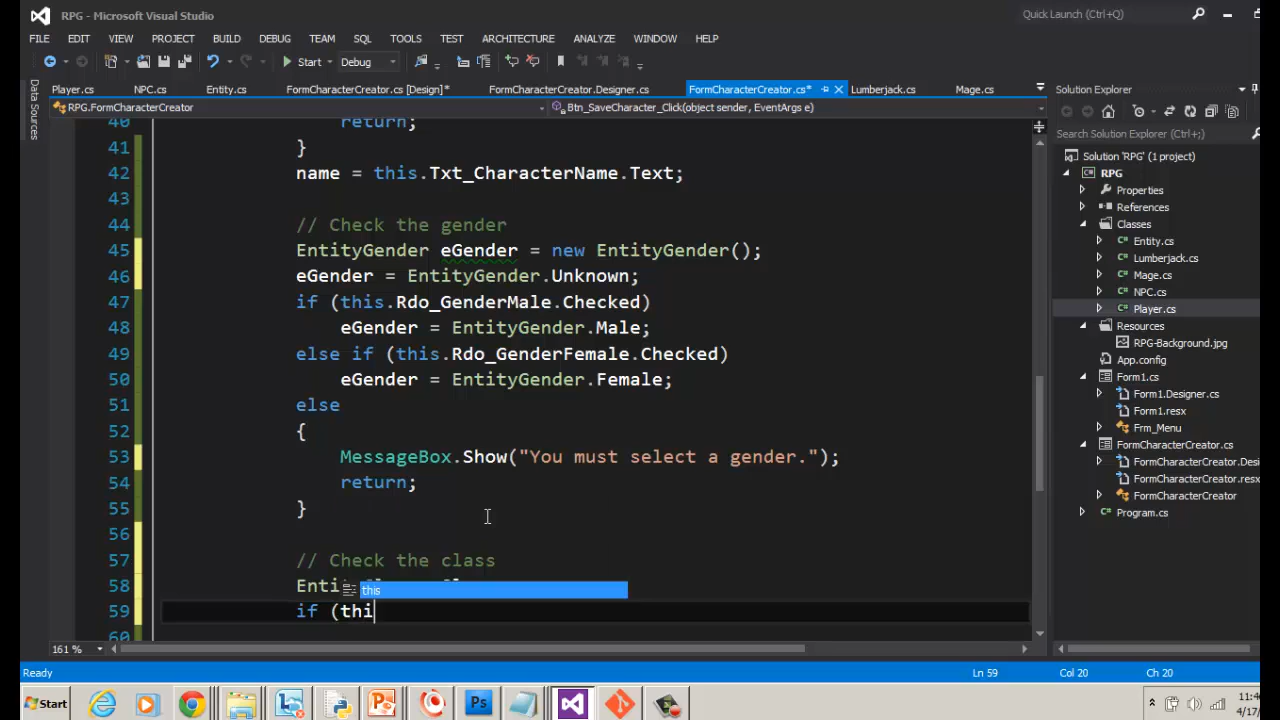 RPG - Microsoft Visual Studio
Quick Launch (Ctrl+Q)
FILE EDIT VIEW PROJECT BUILD DEBUG TEAM SQL TOOLS TEST ARCHITECTURE ANALYZE WINDOW HELP
Start Debug
Player.cs NPC.cs Entity.cs FormCharacterCreator.cs [Design]* FormCharacterCreator.Designer.cs FormCharacterCreator.cs* Lumberjack.cs Mage.cs
RPG.FormCharacterCreator
Btn_SaveCharacter_Click(object sender, EventArgs e)
Data Sources
40 return;
41 }
42 name = this.Txt_CharacterName.Text;
43
44 // Check the gender
45 EntityGender eGender = new EntityGender();
46 eGender = EntityGender.Unknown;
47 if (this.Rdo_GenderMale.Checked)
48 eGender = EntityGender.Male;
49 else if (this.Rdo_GenderFemale.Checked)
50 eGender = EntityGender.Female;
51 else
52 {
53 MessageBox.Show("You must select a gender.");
54 return;
55 }
56
57 // Check the class
58
this
59 if (thi
60
161 %
Solution Explorer
Search Solution Explorer (Ctrl+;)
Solution 'RPG' (1 project)
RPG
Properties
References
Classes
Entity.cs
Lumberjack.cs
Mage.cs
NPC.cs
Player.cs
Resources
RPG-Background.jpg
App.config
Form1.cs
Form1.Designer.cs
Form1.resx
Frm_Menu
FormCharacterCreator.cs
FormCharacterCreator.Desi
FormCharacterCreator.resx
FormCharacterCreator
Program.cs
Ready Ln 59 Col 20 Ch 20
Start
Ps
11:4
4/17/